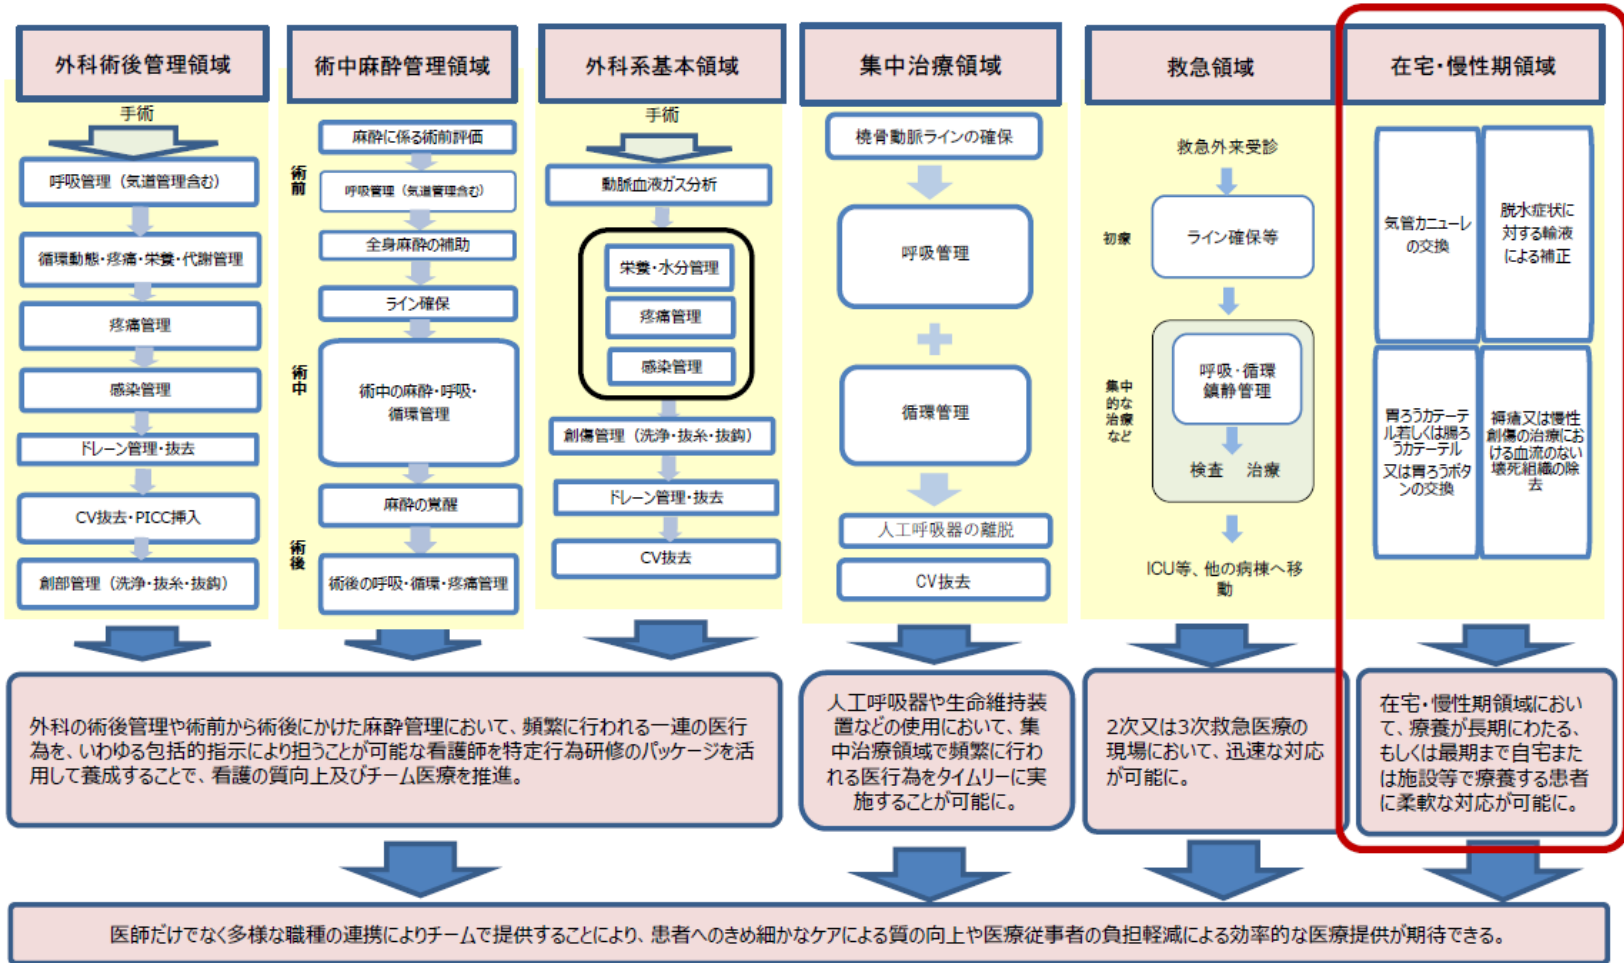 外科術後管理領域
手術
呼吸管理（気道管理含む）
循環動態・疼痛・栄養・代謝管理
疼痛管理
感染管理
ドレーン管理・抜去
CV抜去・PICC挿入
創部管理（洗浄・抜糸・抜鈎）
術中麻酔管理領域
術前
麻酔に係る術前評価
呼吸管理（気道管理含む）
全身麻酔の補助
ライン確保
術中
術中の麻酔・呼吸・
循環管理
麻酔の覚醒
術後
術後の呼吸・循環・疼痛管理
外科系基本領域
手術
動脈血液ガス分析
栄養・水分管理
疼痛管理
感染管理
創傷管理（洗浄・抜糸・抜鈎）
ドレーン管理・抜去
CV抜去
集中治療領域
橈骨動脈ラインの確保
呼吸管理
循環管理
人工呼吸器の離脱
CV抜去
救急領域
救急外来受診
初療
ライン確保等
集中
的な
治療
など
呼吸・循環
鎮静管理
検査 治療
ICU等、他の病棟へ移
動
在宅・慢性期領域
気管カニューレ
の交換
脱水症状に
対する輸液
による補正
胃ろうカテーテ
ル若しくは腸ろ
うカテーテル
又は胃ろうボタ
ンの交換
褥瘡又は慢性
創傷の治療にお
ける血流のない
壊死組織の除
去
外科の術後管理や術前から術後にかけた麻酔管理において、頻繁に行われる一連の医行
為を、いわゆる包括的指示により担うことが可能な看護師を特定行為研修のパッケージを活
用して養成することで、看護の質向上及びチーム医療を推進。
人工呼吸器や生命維持装
置などの使用において、集
中治療領域で頻繁に行わ
れる医行為をタイムリーに実
施することが可能に。
2次又は3次救急医療の
現場において、迅速な対応
が可能に。
在宅・慢性期領域におい
て、療養が長期にわたる、
もしくは最期まで自宅また
は施設等で療養する患者
に柔軟な対応が可能に。
医師だけでなく多様な職種の連携によりチームで提供することにより、患者へのきめ細かなケアによる質の向上や医療従事者の負担軽減による効率的な医療提供が期待できる。